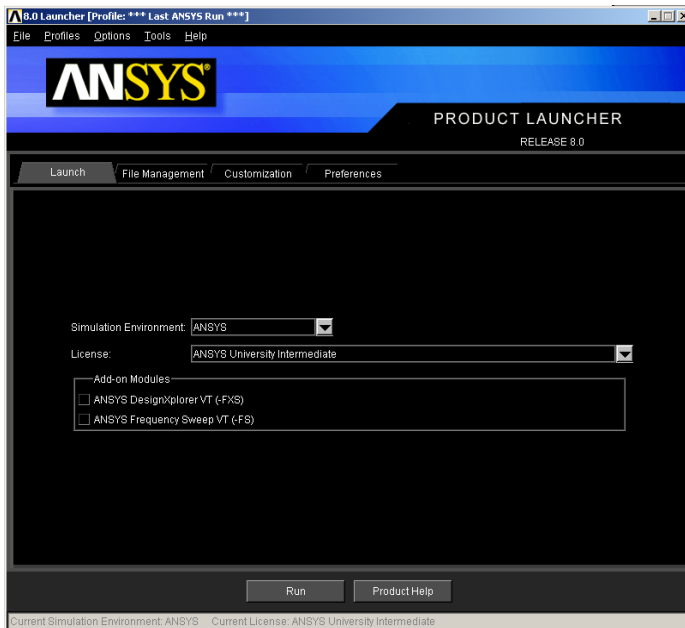 8.0 Launcher [Profile: *** Last ANSYS Run ***]
File Profiles Options Tools Help
ANSYS®
PRODUCT LAUNCHER
RELEASE 8.0
Launch File Management Customization Preferences
Simulation Environment: ANSYS
License: ANSYS University Intermediate
Add-on Modules
ANSYS DesignXplorer VT (-FXS)
ANSYS Frequency Sweep VT (-FS)
Run Product Help
Current Simulation Environment: ANSYS Current License: ANSYS University Intermediate